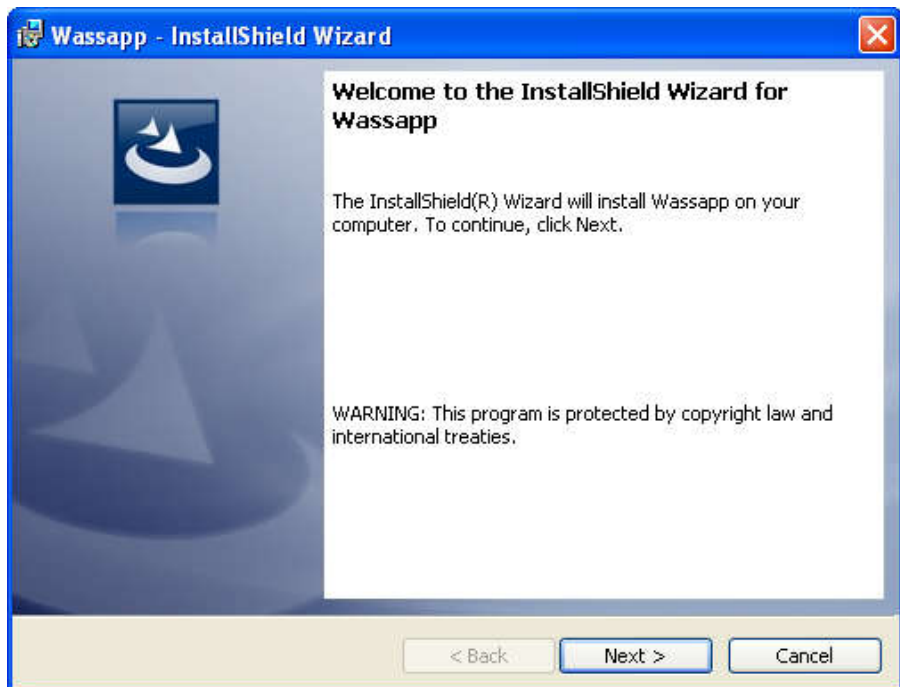 Wassapp - InstallShield Wizard
Welcome to the InstallShield Wizard for
Wassapp
The InstallShield(R) Wizard will install Wassapp on your
computer. To continue, click Next.
WARNING: This program is protected by copyright law and
international treaties.
< Back
Next >
Cancel